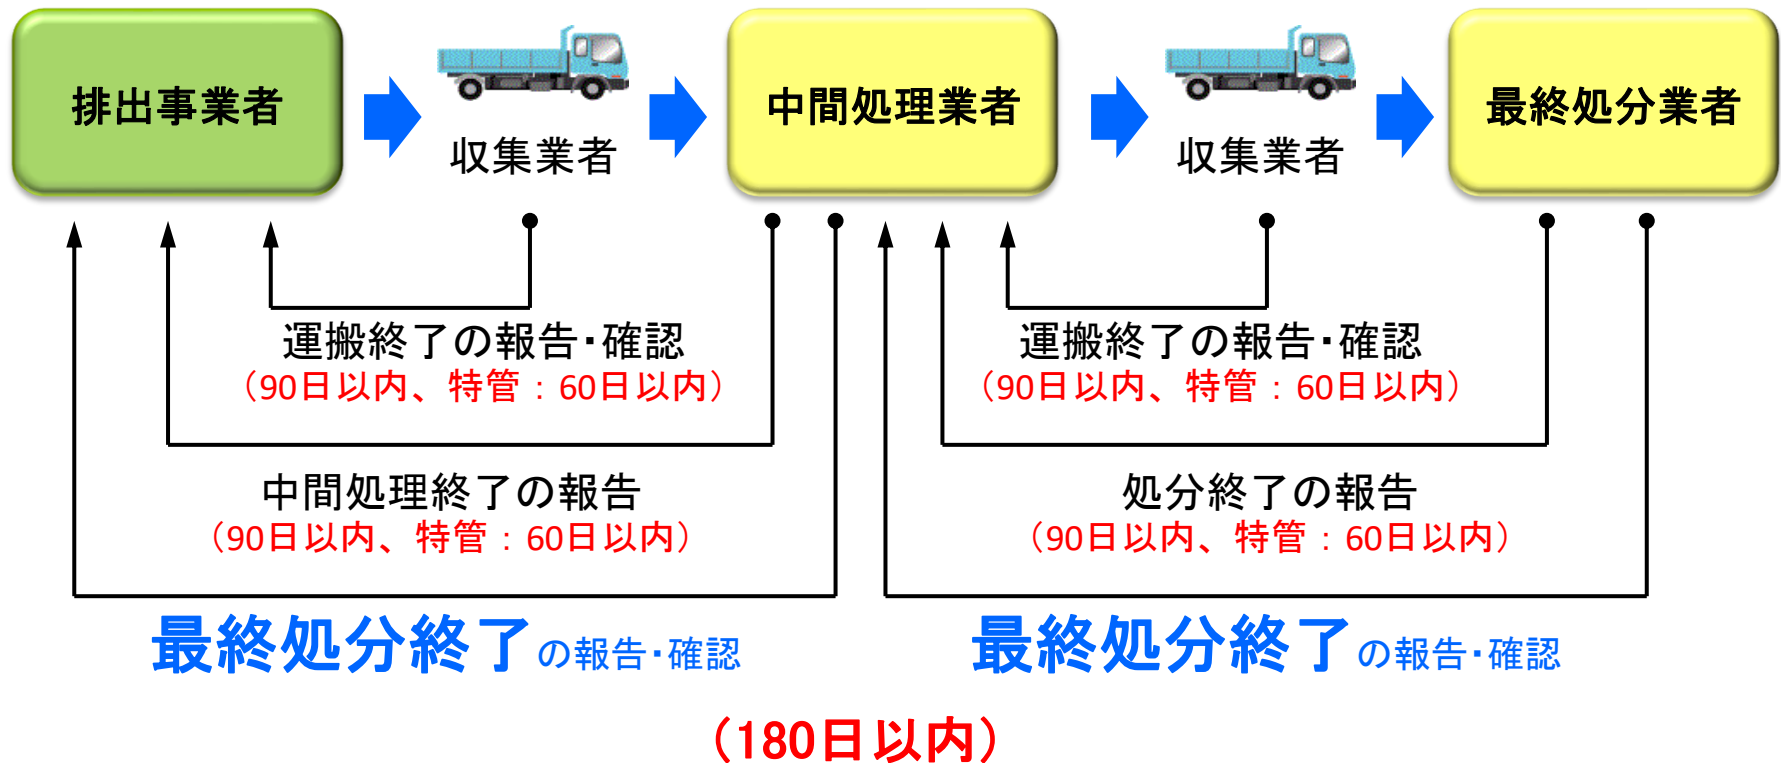 排出事業者
収集業者
中間処理業者
収集業者
最終処分業者
運搬終了の報告・確認
（90日以内、特管：60日以内）
運搬終了の報告・確認
（90日以内、特管：60日以内）
中間処理終了の報告
（90日以内、特管：60日以内）
処分終了の報告
（90日以内、特管：60日以内）
最終処分終了の報告・確認
最終処分終了の報告・確認
（180日以内）